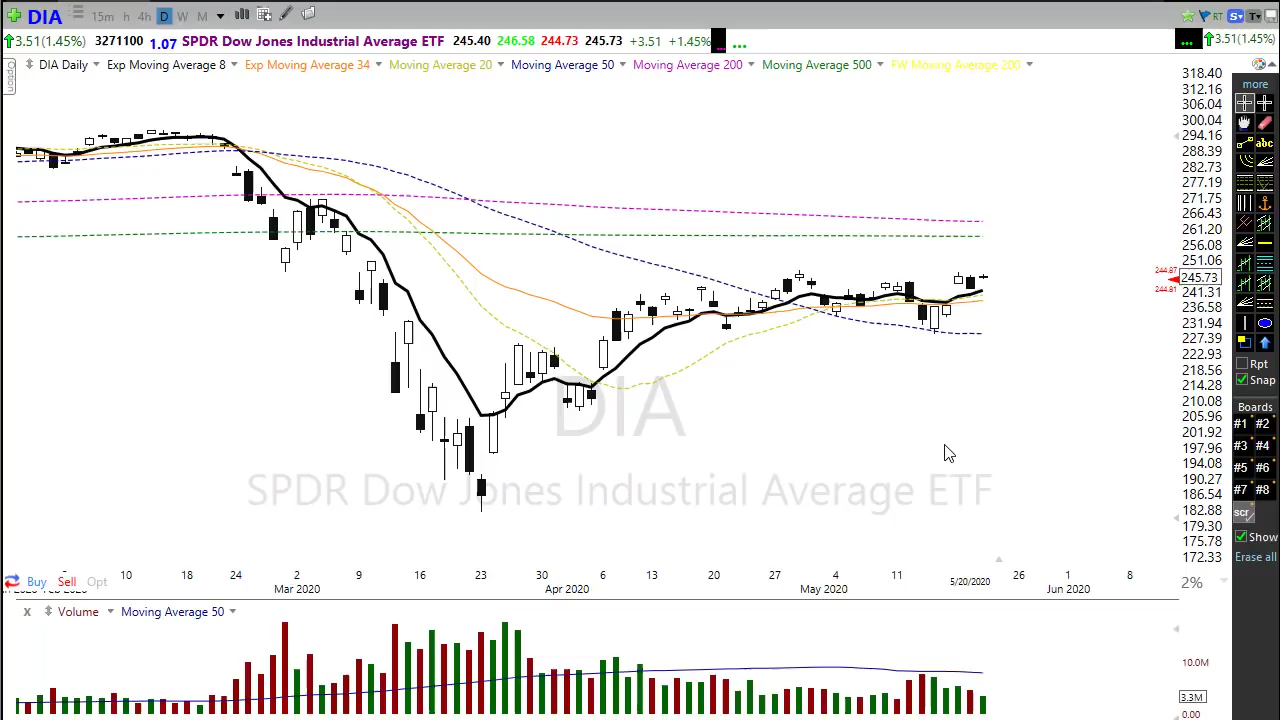 DIA 15m h 4h D W M RT S T
3.51(1.45%) 3271100 1.07 SPDR Dow Jones Industrial Average ETF 245.40 246.58 244.73 245.73 +3.51 +1.45% ... ... ... 3.51(1.45%)
Option
DIA Daily Exp Moving Average 8 Exp Moving Average 34 Moving Average 20 Moving Average 50 Moving Average 200 Moving Average 500 FW Moving Average 200
318.40
312.16
306.04
300.04
294.16
288.39
282.73
277.19
271.75
266.43
261.20
256.08
251.06
244.87
245.73
244.81
241.31
236.58
231.94
227.39
222.93
218.56
214.28
210.08
205.96
201.92
197.96
194.08
190.27
186.54
182.88
179.30
175.78
172.33
more
abc
Rpt
Snap
Boards
#1 #2
#3 #4
#5 #6
#7 #8
scr
Show
Erase all
DIA
SPDR Dow Jones Industrial Average ETF
10 18 24 2 9 16 23 30 6 13 20 27 4 11 5/20/2020 26 1 8
Buy Sell Opt 2%
Mar 2020 Apr 2020 May 2020 Jun 2020
X Volume Moving Average 50
10.0M
3.3M
0.00